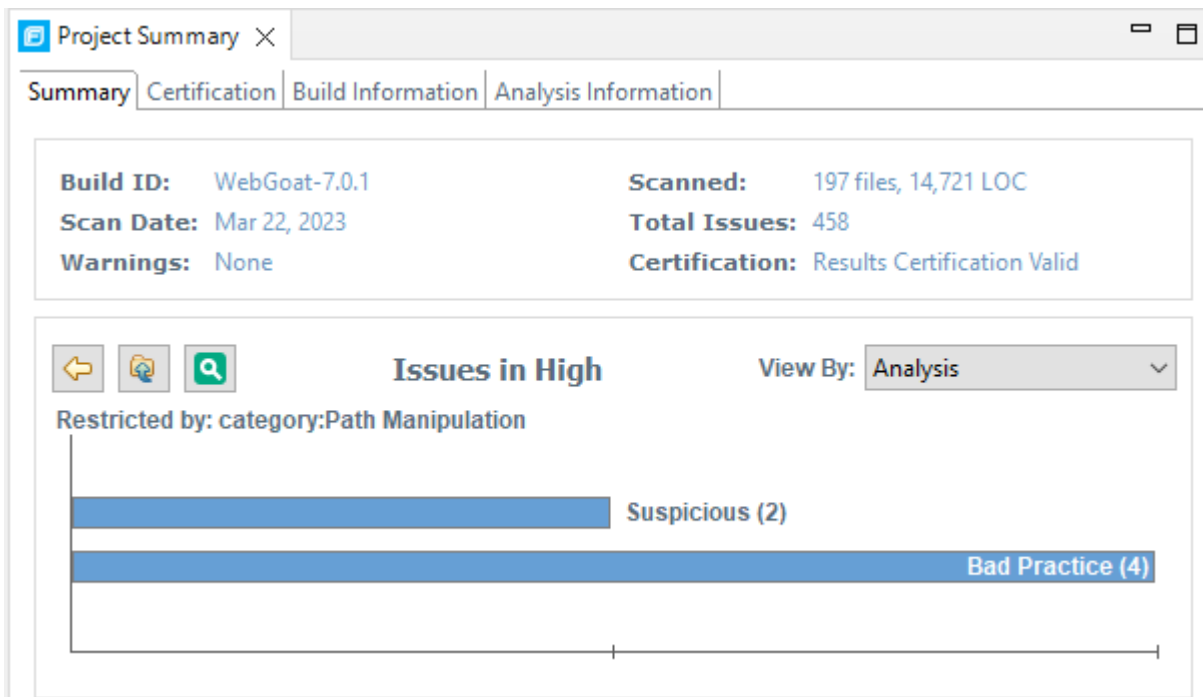 Project Summary
Summary Certification Build Information Analysis Information
Build ID: WebGoat-7.0.1 Scanned: 197 files, 14,721 LOC
Scan Date: Mar 22, 2023 Total Issues: 458
Warnings: None Certification: Results Certification Valid
Issues in High View By: Analysis
Restricted by: category:Path Manipulation
Suspicious (2)
Bad Practice (4)